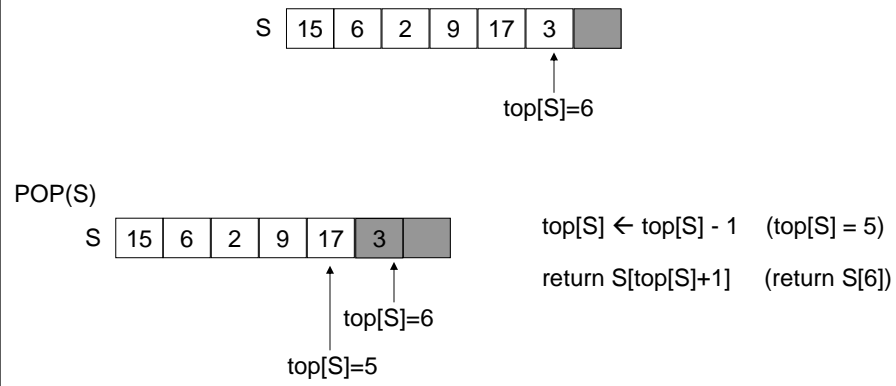 S 15 6 2 9 17 3
top[S]=6
POP(S)
S 15 6 2 9 17 3
top[S] ← top[S] - 1 (top[S] = 5)
return S[top[S]+1] (return S[6])
top[S]=6
top[S]=5